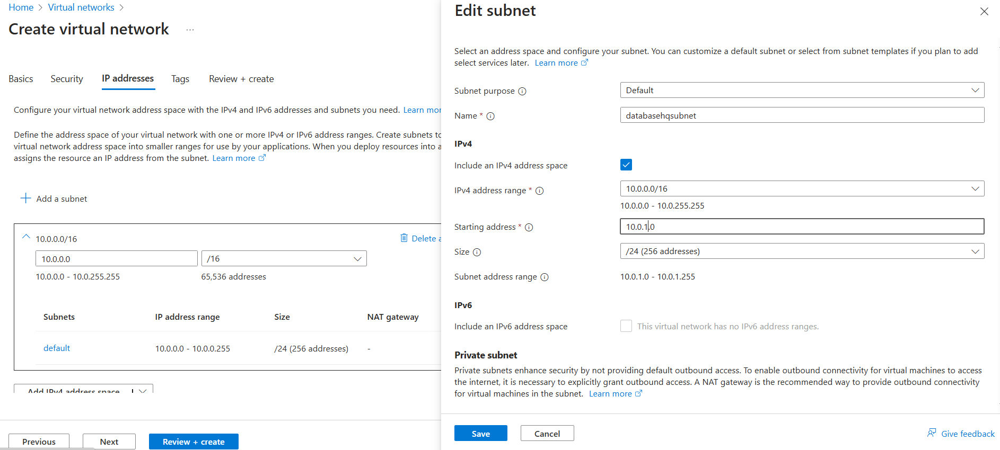 Home > Virtual networks >
Create virtual network ...
Basics Security IP addresses Tags Review + create
Configure your virtual network address space with the IPv4 and IPv6 addresses and subnets you need. Learn mor
Define the address space of your virtual network with one or more IPv4 or IPv6 address ranges. Create subnets to
virtual network address space into smaller ranges for use by your applications. When you deploy resources into a
assigns the resource an IP address from the subnet. Learn more
+ Add a subnet
10.0.0.0/16 Delete a
10.0.0.0 /16
10.0.0.0 - 10.0.255.255 65,536 addresses
Subnets IP address range Size NAT gateway
default 10.0.0.0 - 10.0.0.255 /24 (256 addresses) -
Add IPv4 address space
Previous Next Review + create
Edit subnet
Select an address space and configure your subnet. You can customize a default subnet or select from subnet templates if you plan to add
select services later. Learn more
Subnet purpose Default
Name * databasehqsubnet
IPv4
Include an IPv4 address space
IPv4 address range * 10.0.0.0/16
10.0.0.0 - 10.0.255.255
Starting address * 10.0.1.0
Size /24 (256 addresses)
Subnet address range 10.0.1.0 - 10.0.1.255
IPv6
Include an IPv6 address space This virtual network has no IPv6 address ranges.
Private subnet
Private subnets enhance security by not providing default outbound access. To enable outbound connectivity for virtual machines to access
the internet, it is necessary to explicitly grant outbound access. A NAT gateway is the recommended way to provide outbound connectivity
for virtual machines in the subnet. Learn more
Save Cancel Give feedback